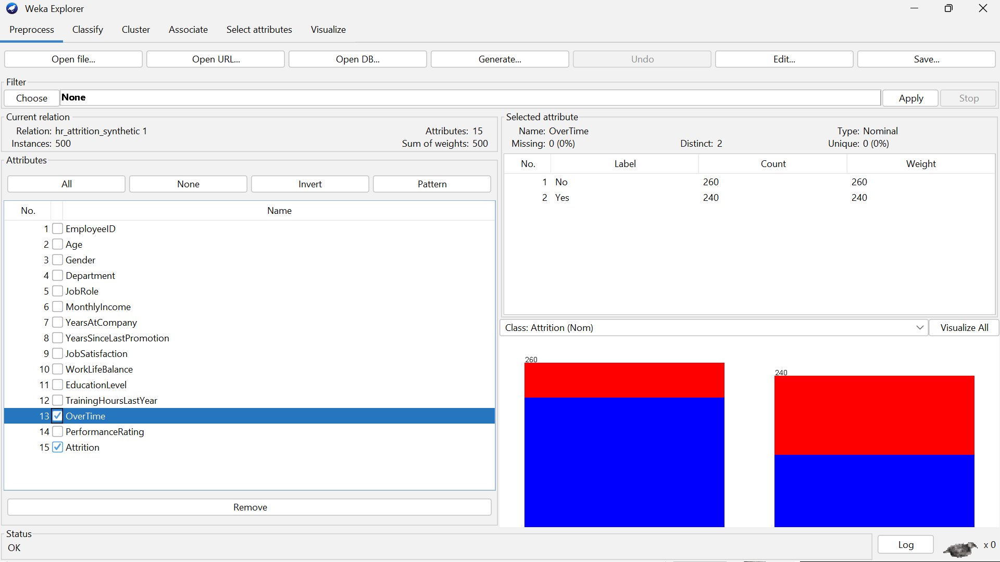 Weka Explorer
Preprocess Classify Cluster Associate Select attributes Visualize
Open file... Open URL... Open DB... Generate... Undo Edit... Save...
Filter
Choose None Apply Stop
Current relation
Relation: hr_attrition_synthetic 1 Attributes: 15
Instances: 500 Sum of weights: 500
Attributes
All None Invert Pattern
No. Name
1 EmployeeID
2 Age
3 Gender
4 Department
5 JobRole
6 MonthlyIncome
7 YearsAtCompany
8 YearsSinceLastPromotion
9 JobSatisfaction
10 WorkLifeBalance
11 EducationLevel
12 TrainingHoursLastYear
13 OverTime
14 PerformanceRating
15 Attrition
Remove
Selected attribute
Name: OverTime Type: Nominal
Missing: 0 (0%) Distinct: 2 Unique: 0 (0%)
No. Label Count Weight
1 No 260 260
2 Yes 240 240
Class: Attrition (Nom) Visualize All
260
240
Status
OK
Log x 0